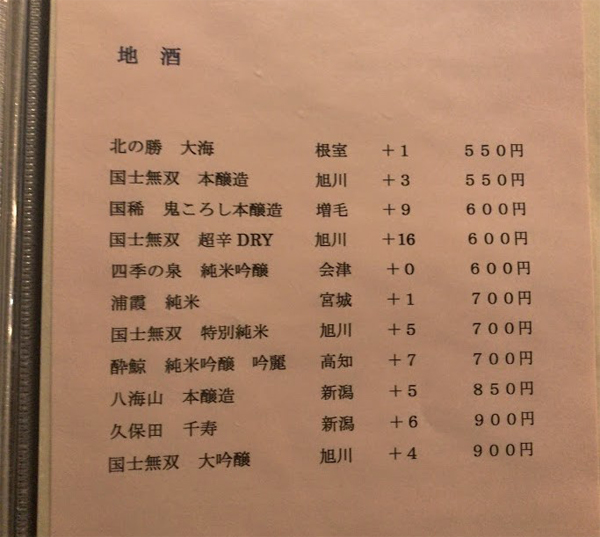 地 酒
北の勝 大海 根室 +1 ５５０円
国士無双 本醸造 旭川 +3 ５５０円
国稀 鬼ころし本醸造 増毛 +9 ６００円
国士無双 超辛DRY 旭川 +16 ６００円
四季の泉 純米吟醸 会津 +0 ６００円
浦霞 純米 宮城 +1 ７００円
国士無双 特別純米 旭川 +5 ７００円
酔鯨 純米吟醸 吟麗 高知 +7 ７００円
八海山 本醸造 新潟 +5 ８５０円
久保田 千寿 新潟 +6 ９００円
国士無双 大吟醸 旭川 +4 ９００円